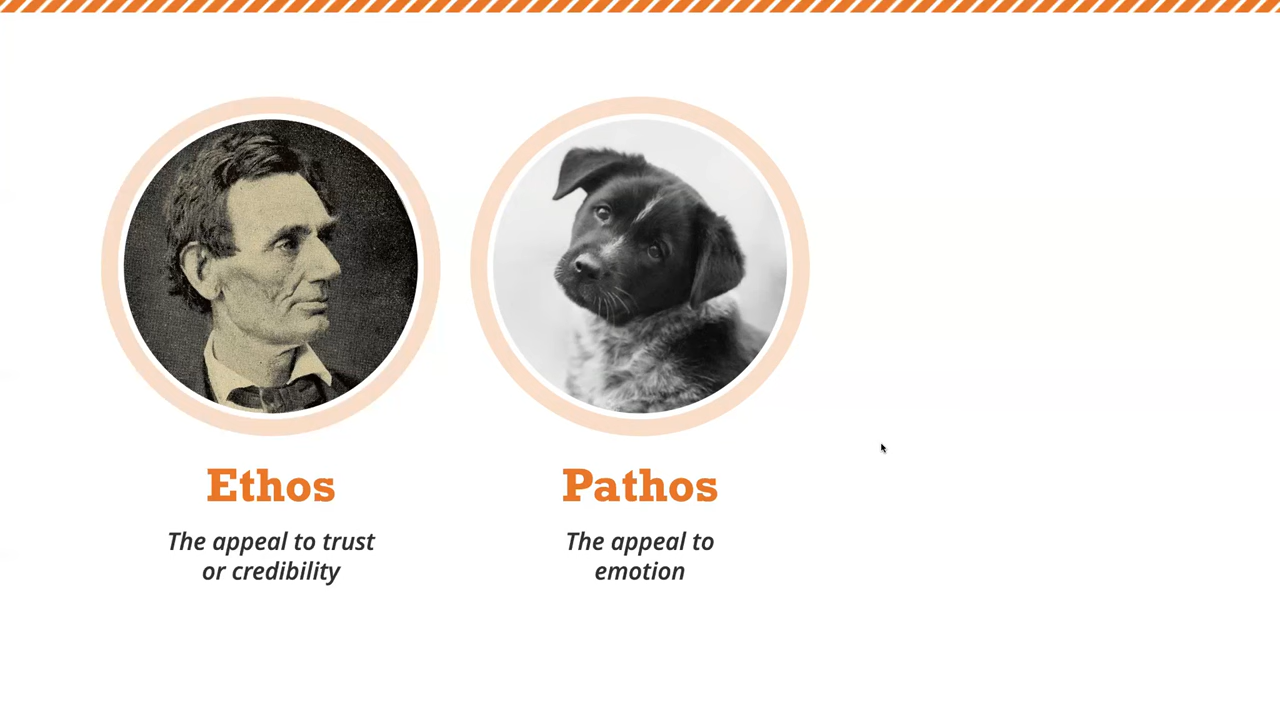 Ethos
The appeal to trust
or credibility
Pathos
The appeal to
emotion